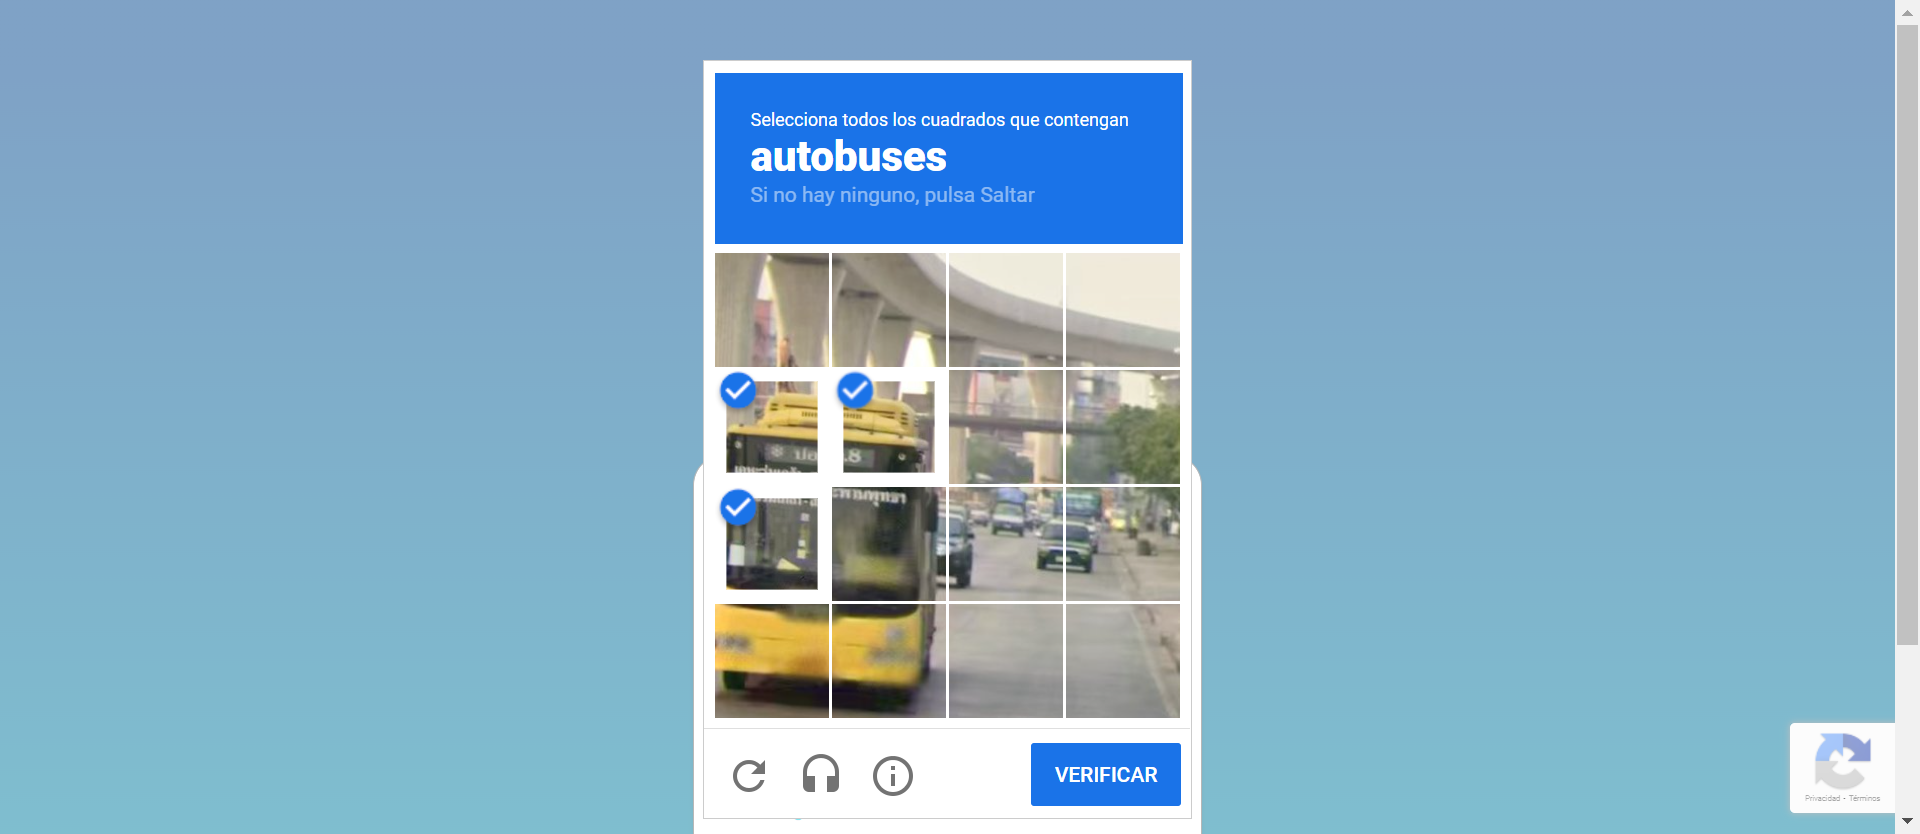 Selecciona todos los cuadrados que contengan
autobuses
Si no hay ninguno, pulsa Saltar
VERIFICAR
Privacidad - Términos